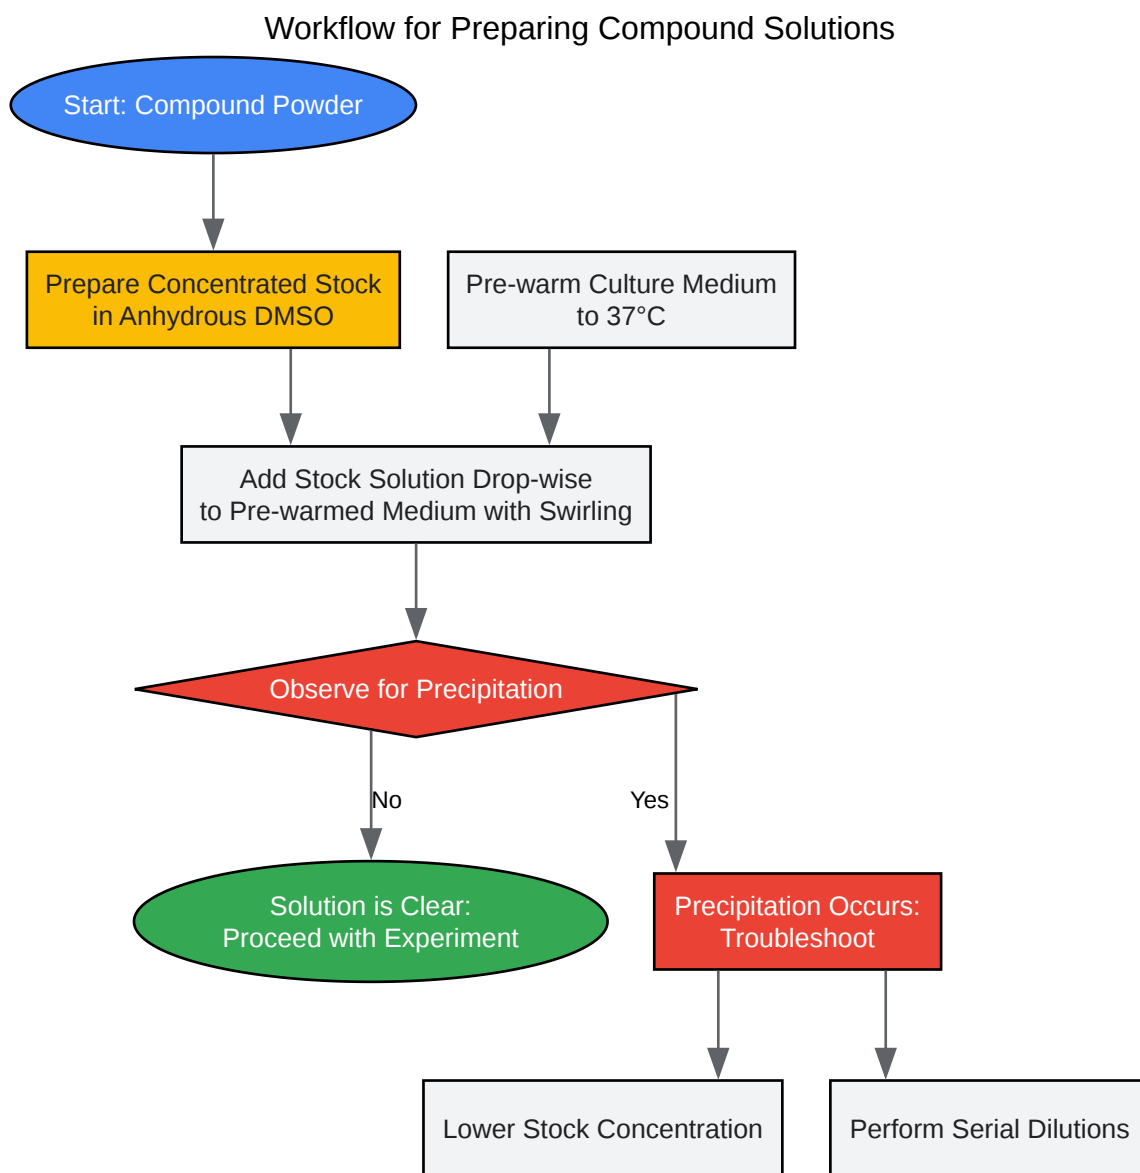 Workflow for Preparing Compound Solutions
Start: Compound Powder
Prepare Concentrated Stock
in Anhydrous DMSO
Pre-warm Culture Medium
to 37°C
Add Stock Solution Drop-wise
to Pre-warmed Medium with Swirling
Observe for Precipitation
No
Yes
Solution is Clear:
Proceed with Experiment
Precipitation Occurs:
Troubleshoot
Lower Stock Concentration
Perform Serial Dilutions